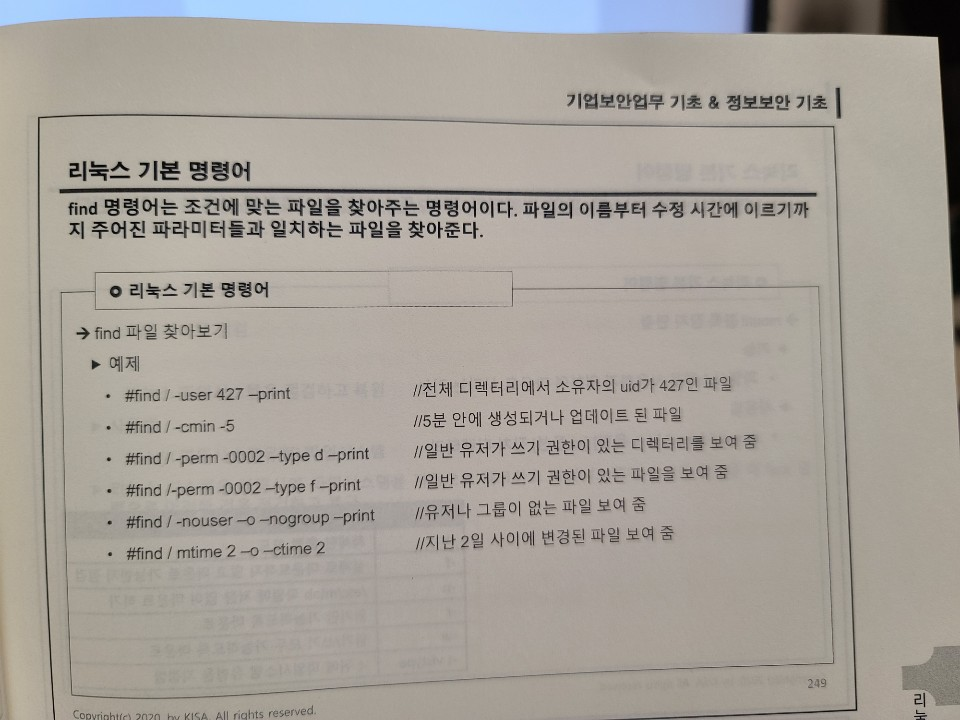 기업보안업무 기초 & 정보보안 기초
리눅스 기본 명령어
find 명령어는 조건에 맞는 파일을 찾아주는 명령어이다. 파일의 이름부터 수정 시간에 이르기까
지 주어진 파라미터들과 일치하는 파일을 찾아준다.
리눅스 기본 명령어
→ find 파일 찾아보기
▶ 예제
• #find / -user 427 –print //전체 디렉터리에서 소유자의 uid가 427인 파일
• #find / -cmin -5 //5분 안에 생성되거나 업데이트 된 파일
• #find / -perm -0002 –type d –print //일반 유저가 쓰기 권한이 있는 디렉터리를 보여 줌
• #find /-perm -0002 –type f –print //일반 유저가 쓰기 권한이 있는 파일을 보여 줌
• #find / -nouser –o –nogroup –print //유저나 그룹이 없는 파일 보여 줌
• #find / mtime 2 –o –ctime 2 //지난 2일 사이에 변경된 파일 보여 줌
249
Copyright(c) 2020. by KISA. All rights reserved.
리눅